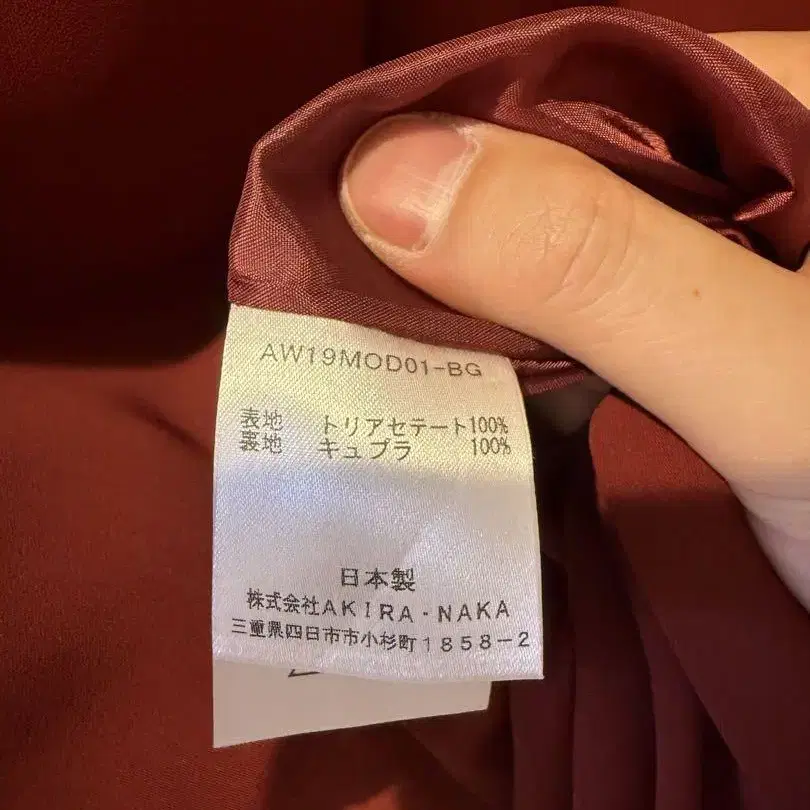 AW19MOD01-BG
表地 トリアセテート100%
裏地 キュプラ 100%
日本製
株式会社AKIRA・NAKA
三重県四日市市小杉町1858-2